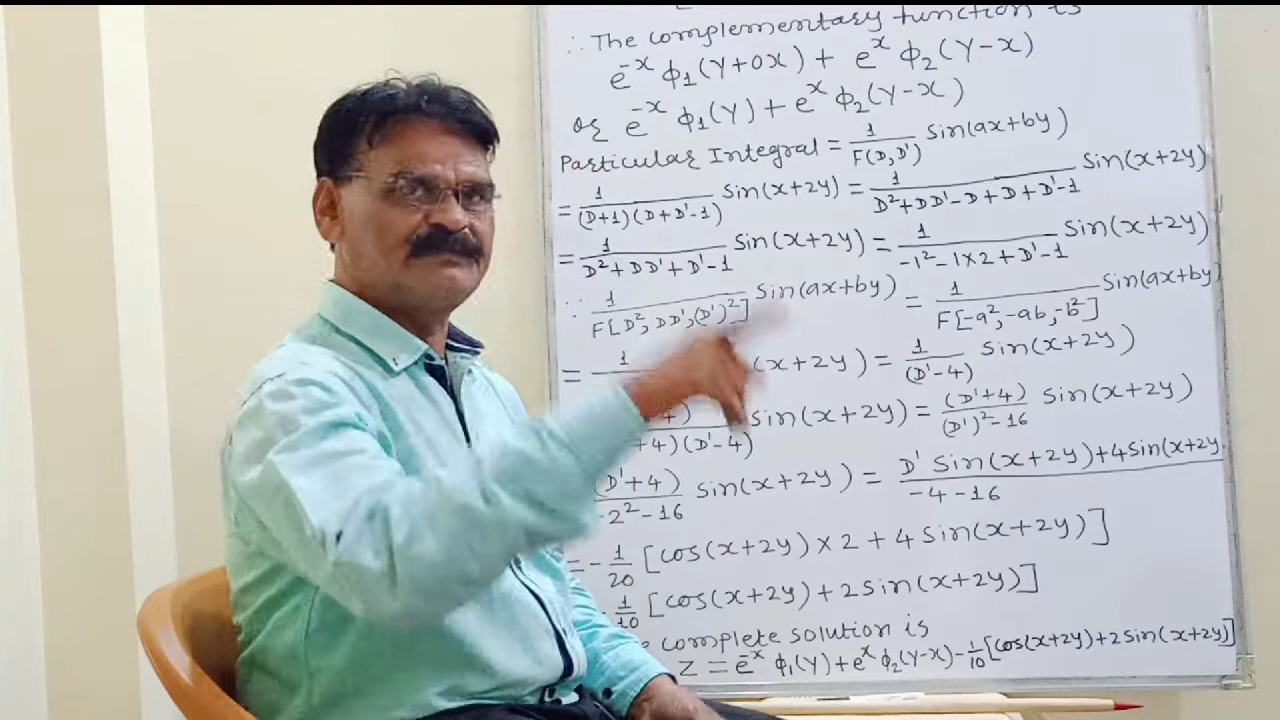 ∴ The complementary function is
e^-x φ1(Y+0x) + e^x φ2(Y-x)
or e^-x φ1(Y) + e^x φ2(Y-x)
Particular Integral = 1/F(D,D') sin(ax+by)
= 1/(D+1)(D+D'-1) sin(x+2y) = 1/D²+DD'-D+D+D'-1 sin(x+2y)
= 1/D²+DD'+D'-1 sin(x+2y) = 1/-1²-1×2+D'-1 sin(x+2y)
∵ 1/F[D²,DD',(D')²] sin(ax+by) = 1/F[-a²,-ab,-b²] sin(ax+by)
= 1 (x+2y) = 1/(D'-4) sin(x+2y)
4)/+4)(D'-4) sin(x+2y) = (D'+4)/(D')²-16 sin(x+2y)
(D'+4)/-2²-16 sin(x+2y) = D' sin(x+2y)+4sin(x+2y/-4-16
= -1/20 [cos(x+2y)×2 + 4 sin(x+2y)]
-1/10 [cos(x+2y) + 2sin(x+2y)]
complete solution is
Z = e^-x φ1(Y) + e^x φ2(Y-x) - 1/10 [cos(x+2y)+2sin(x+2y)]